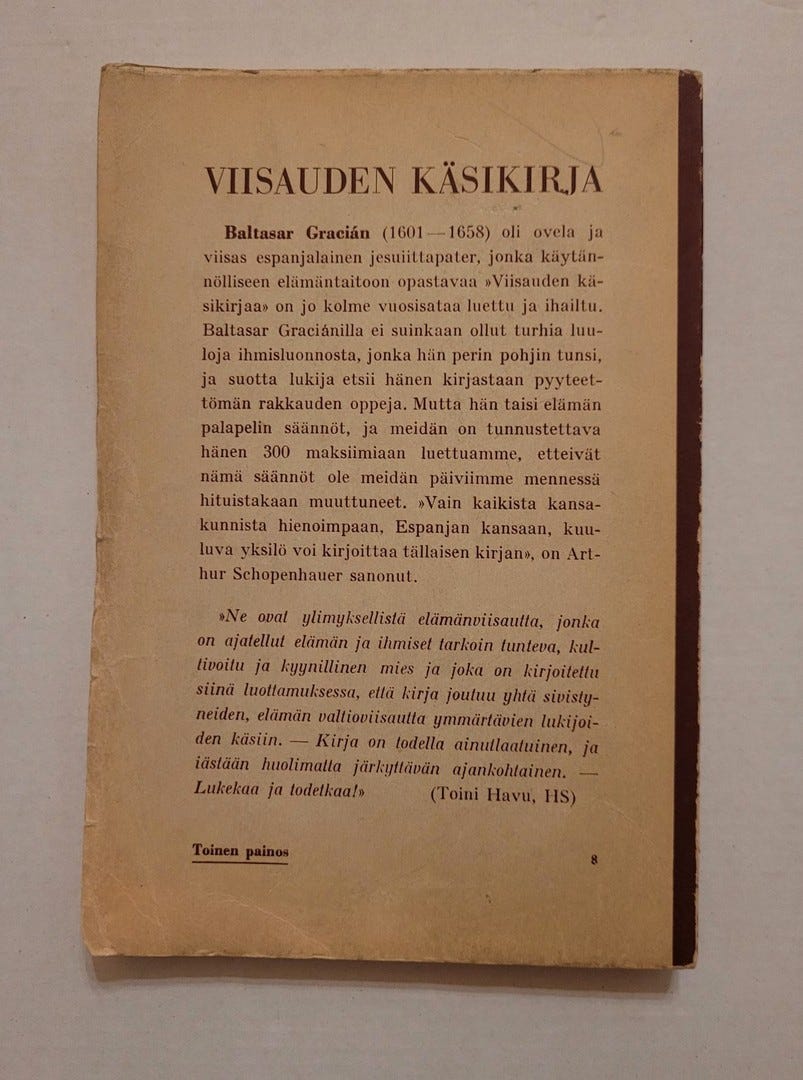 VIISAUDEN KÄSIKIRJA
Baltasar Gracián (1601—1658) oli ovela ja
viisas espanjalainen jesuiittapater, jonka käytän-
nölliseen elämäntaitoon opastavaa »Viisauden kä-
sikirjaa» on jo kolme vuosisataa luettu ja ihailtu.
Baltasar Graciánilla ei suinkaan ollut turhia luu-
loja ihmisluonnosta, jonka hän perin pohjin tunsi,
ja suotta lukija etsii hänen kirjastaan pyyteet-
tömän rakkauden oppeja. Mutta hän taisi elämän
palapelin säännöt, ja meidän on tunnustettava
hänen 300 maksiimiaan luettuamme, etteivät
nämä säännöt ole meidän päiviimme mennessä
hituistakaan muuttuneet. »Vain kaikista kansa-
kunnista hienoimpaan, Espanjan kansaan, kuu-
luva yksilö voi kirjoittaa tällaisen kirjan», on Art-
hur Schopenhauer sanonut.
»Ne ovat ylimyksellistä elämänviisautta, jonka
on ajatellut elämän ja ihmiset tarkoin tunteva, kul-
tivoitu ja kyynillinen mies ja joka on kirjoitettu
siinä luottamuksessa, että kirja joutuu yhtä sivisty-
neiden, elämän valtioviisautta ymmärtävien lukijoi-
den käsiin. — Kirja on todella ainutlaatuinen, ja
iästään huolimatta järkyttävän ajankohtainen. —
Lukekaa ja todetkaa!» (Toini Havu, HS)
Toinen painos
8